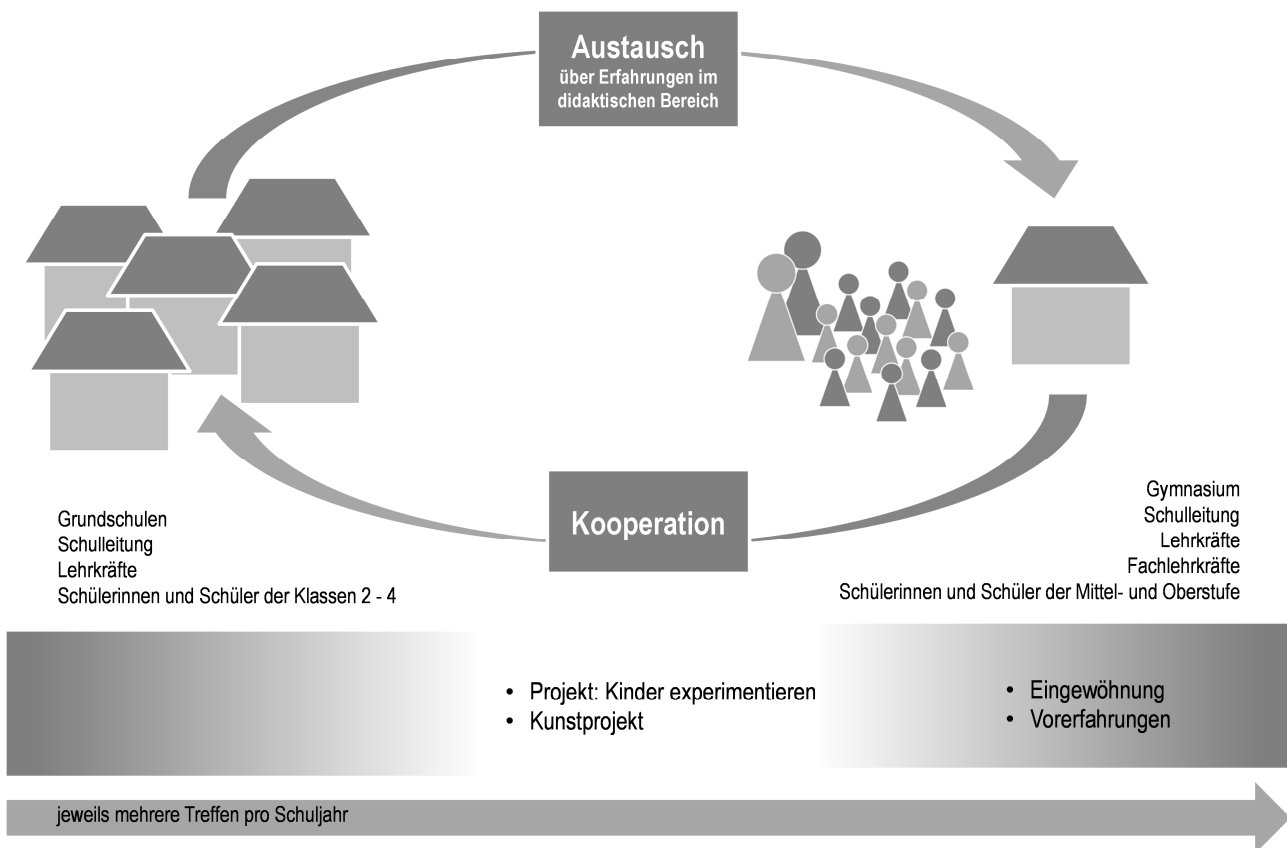 Austausch
über Erfahrungen im
didaktischen Bereich
Kooperation
Grundschulen
Schulleitung
Lehrkräfte
Schülerinnen und Schüler der Klassen 2 - 4
Gymnasium
Schulleitung
Lehrkräfte
Fachlehrkräfte
Schülerinnen und Schüler der Mittel- und Oberstufe
• Projekt: Kinder experimentieren
• Kunstprojekt
• Eingewöhnung
• Vorerfahrungen
jeweils mehrere Treffen pro Schuljahr